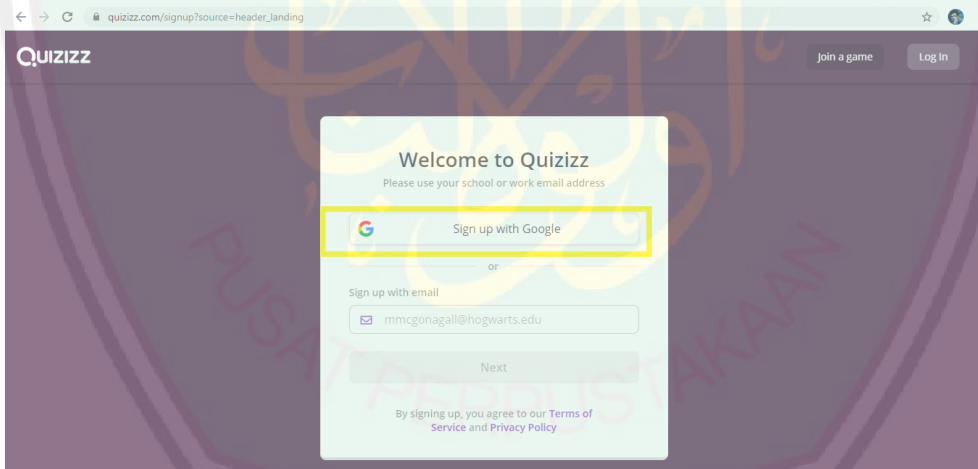 quizizz.com/signup?source=header_landing
QUIZIZZ
Join a game
Log In
Welcome to Quizizz
Please use your school or work email address
G
Sign up with Google
or
Sign up with email
mmcgonagall@hogwarts.edu
Next
By signing up, you agree to our Terms of
Service and Privacy Policy
PUSAT PERPUSTAKAAN